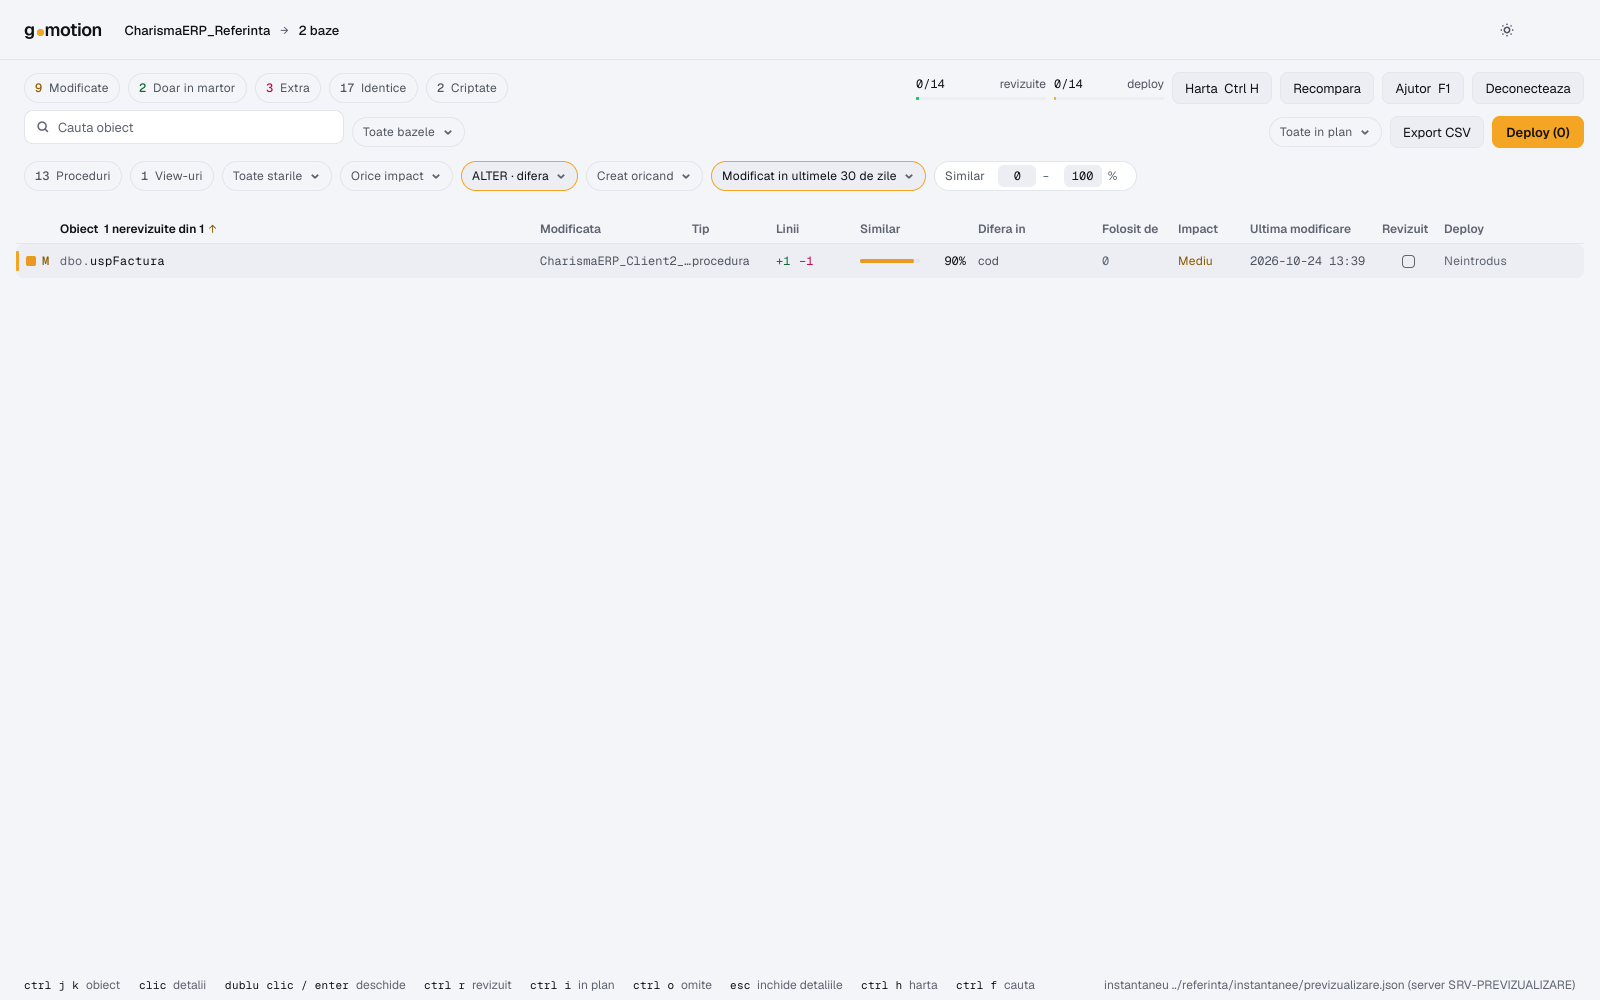 gmotion CharismaERP_Referinta → 2 baze
9 Modificate 2 Doar in martor 3 Extra 17 Identice 2 Criptate 0/14 revizuite 0/14 deploy Harta Ctrl H Recompara Ajutor F1 Deconecteaza
Cauta obiect Toate bazele Toate in plan Export CSV Deploy (0)
13 Proceduri 1 View-uri Toate starile Orice impact ALTER · difera Creat oricand Modificat in ultimele 30 de zile Similar 0 – 100 %
Obiect 1 nerevizuite din 1 ↑ Modificata Tip Linii Similar Difera in Folosit de Impact Ultima modificare Revizuit Deploy
M dbo.uspFactura CharismaERP_Client2_… procedura +1 −1 90% cod 0 Mediu 2026-10-24 13:39 Neintrodus
ctrl j k obiect clic detalii dublu clic / enter deschide ctrl r revizuit ctrl i in plan ctrl o omite esc inchide detaliile ctrl h harta ctrl f cauta instantaneu ../referinta/instantanee/previzualizare.json (server SRV-PREVIZUALIZARE)